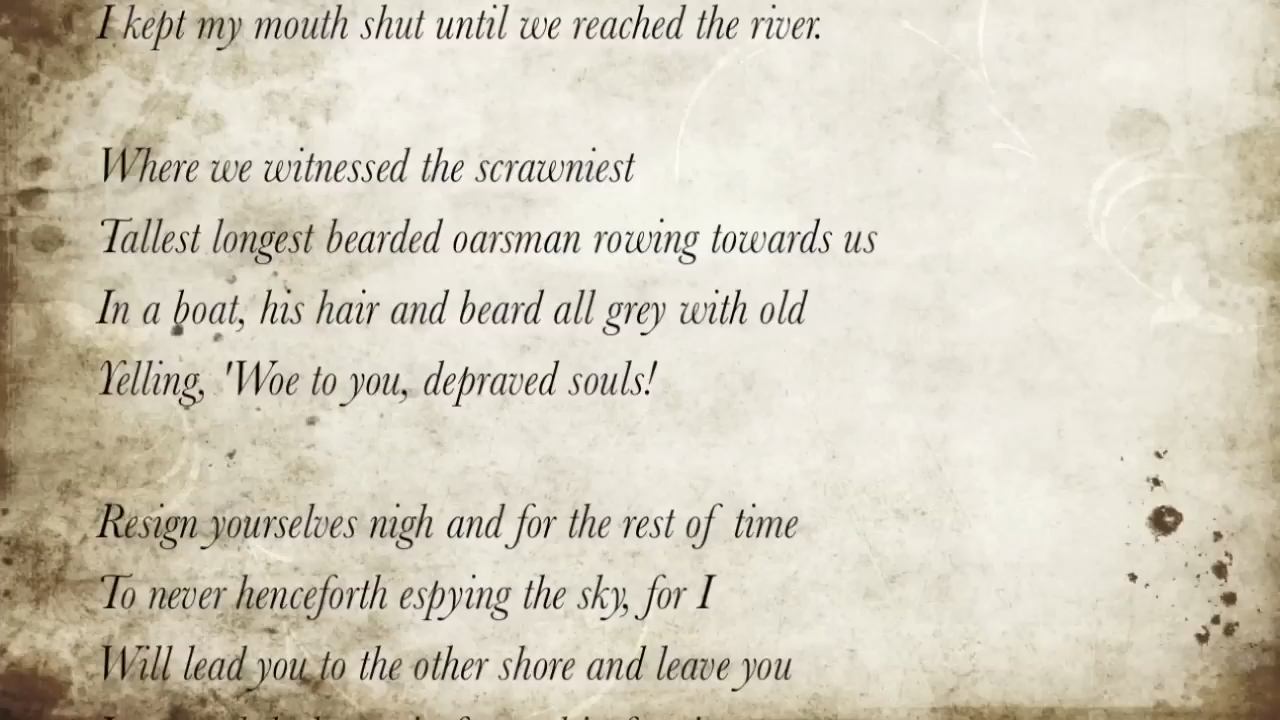 I kept my mouth shut until we reached the river.
Where we witnessed the scrawniest
Tallest longest bearded oarsman rowing towards us
In a boat, his hair and beard all grey with old
Yelling, 'Woe to you, depraved souls!
Resign yourselves nigh and for the rest of time
To never henceforth espying the sky, for I
Will lead you to the other shore and leave you